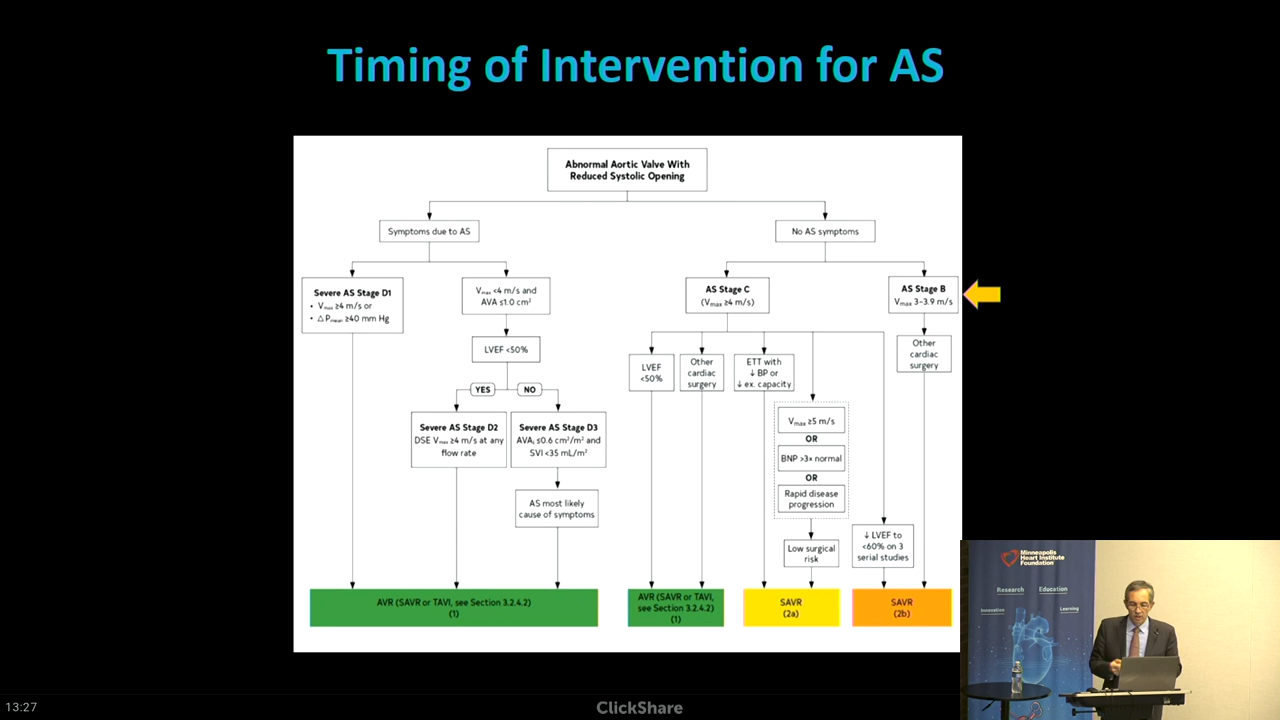 Timing of Intervention for AS
Abnormal Aortic Valve With
Reduced Systolic Opening
Symptoms due to AS
No AS symptoms
Severe AS Stage D1
• Vmax ≥4 m/s or
• △Pmean ≥40 mm Hg
Vmax <4 m/s and
AVA ≤1.0 cm²
AS Stage C
(Vmax ≥4 m/s)
AS Stage B
Vmax 3-3.9 m/s
LVEF <50%
YES
NO
Severe AS Stage D2
DSE Vmax ≥4 m/s at any
flow rate
Severe AS Stage D3
AVAi ≤0.6 cm²/m² and
SVI <35 mL/m²
AS most likely
cause of symptoms
LVEF
<50%
Other
cardiac
surgery
ETT with
↓ BP or
↓ ex. capacity
Vmax ≥5 m/s
OR
BNP >3× normal
OR
Rapid disease
progression
Low surgical
risk
↓ LVEF to
<60% on 3
serial studies
Other
cardiac
surgery
AVR (SAVR or TAVI, see Section 3.2.4.2)
(1)
AVR (SAVR or TAVI,
see Section 3.2.4.2)
(1)
SAVR
(2a)
SAVR
(2b)
Minneapolis
Heart Institute
Foundation
Research
Education
Innovation
Learning
13:27
ClickShare